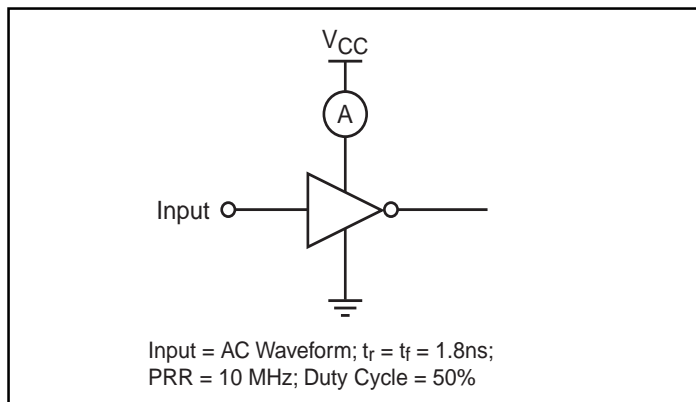 VCC
A
Input
Input = AC Waveform; tr = tf = 1.8ns;
PRR = 10 MHz; Duty Cycle = 50%